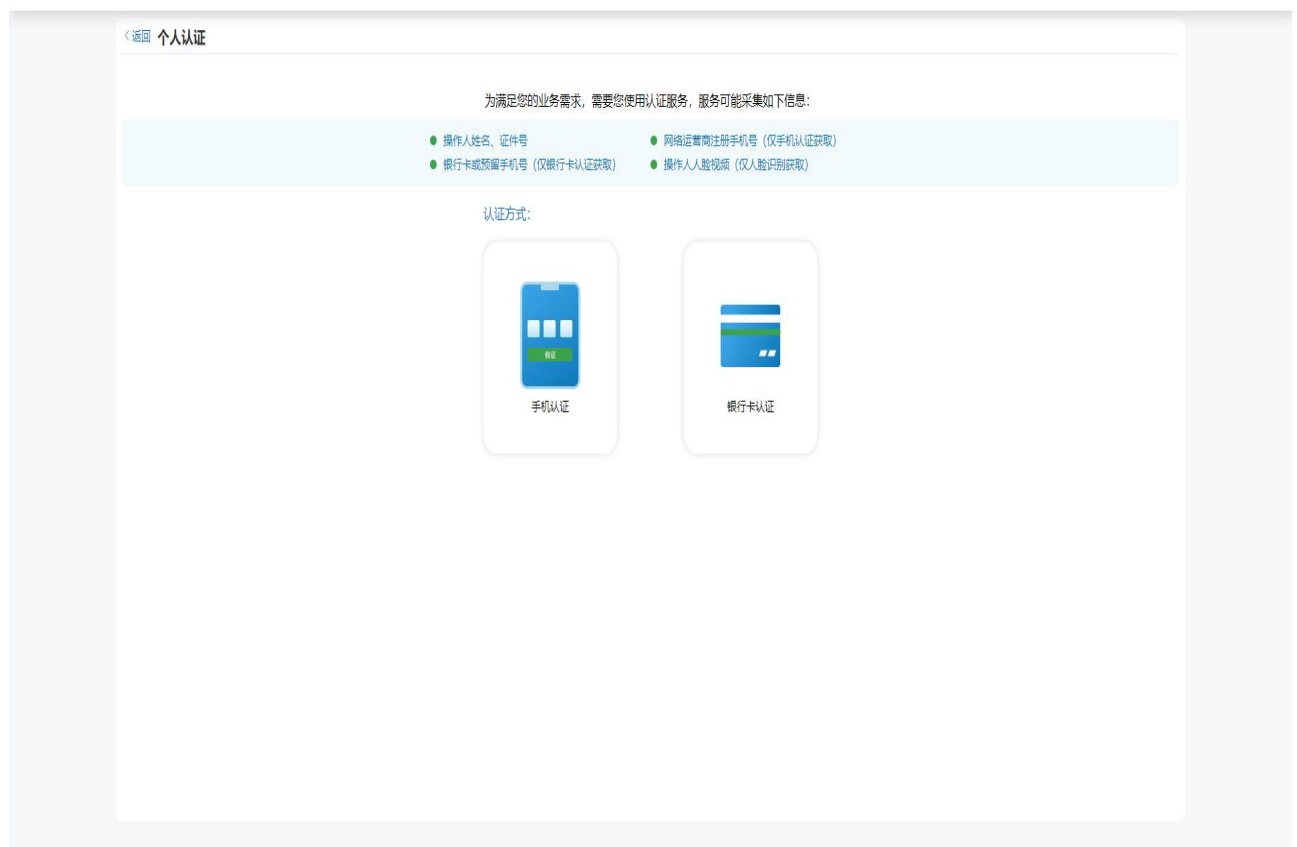 〈返回 个人认证
为满足您的业务需求，需要您使用认证服务，服务可能采集如下信息：
● 操作人姓名、证件号 ● 网络运营商注册手机号（仅手机认证获取）
● 银行卡或预留手机号（仅银行卡认证获取） ● 操作人人脸视频（仅人脸识别获取）
认证方式：
验证
手机认证 银行卡认证